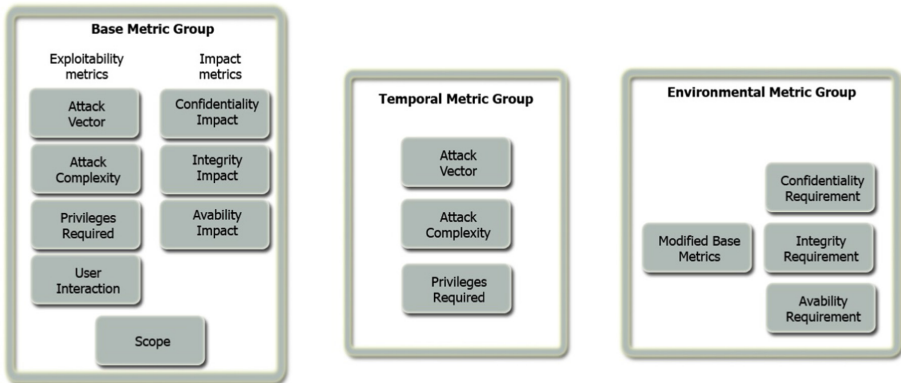 Base Metric Group
Exploitability
metrics
Impact
metrics
Attack
Vector
Confidentiality
Impact
Attack
Complexity
Integrity
Impact
Privileges
Required
Avability
Impact
User
Interaction
Scope
Temporal Metric Group
Attack
Vector
Attack
Complexity
Privileges
Required
Environmental Metric Group
Confidentiality
Requirement
Modified Base
Metrics
Integrity
Requirement
Avability
Requirement